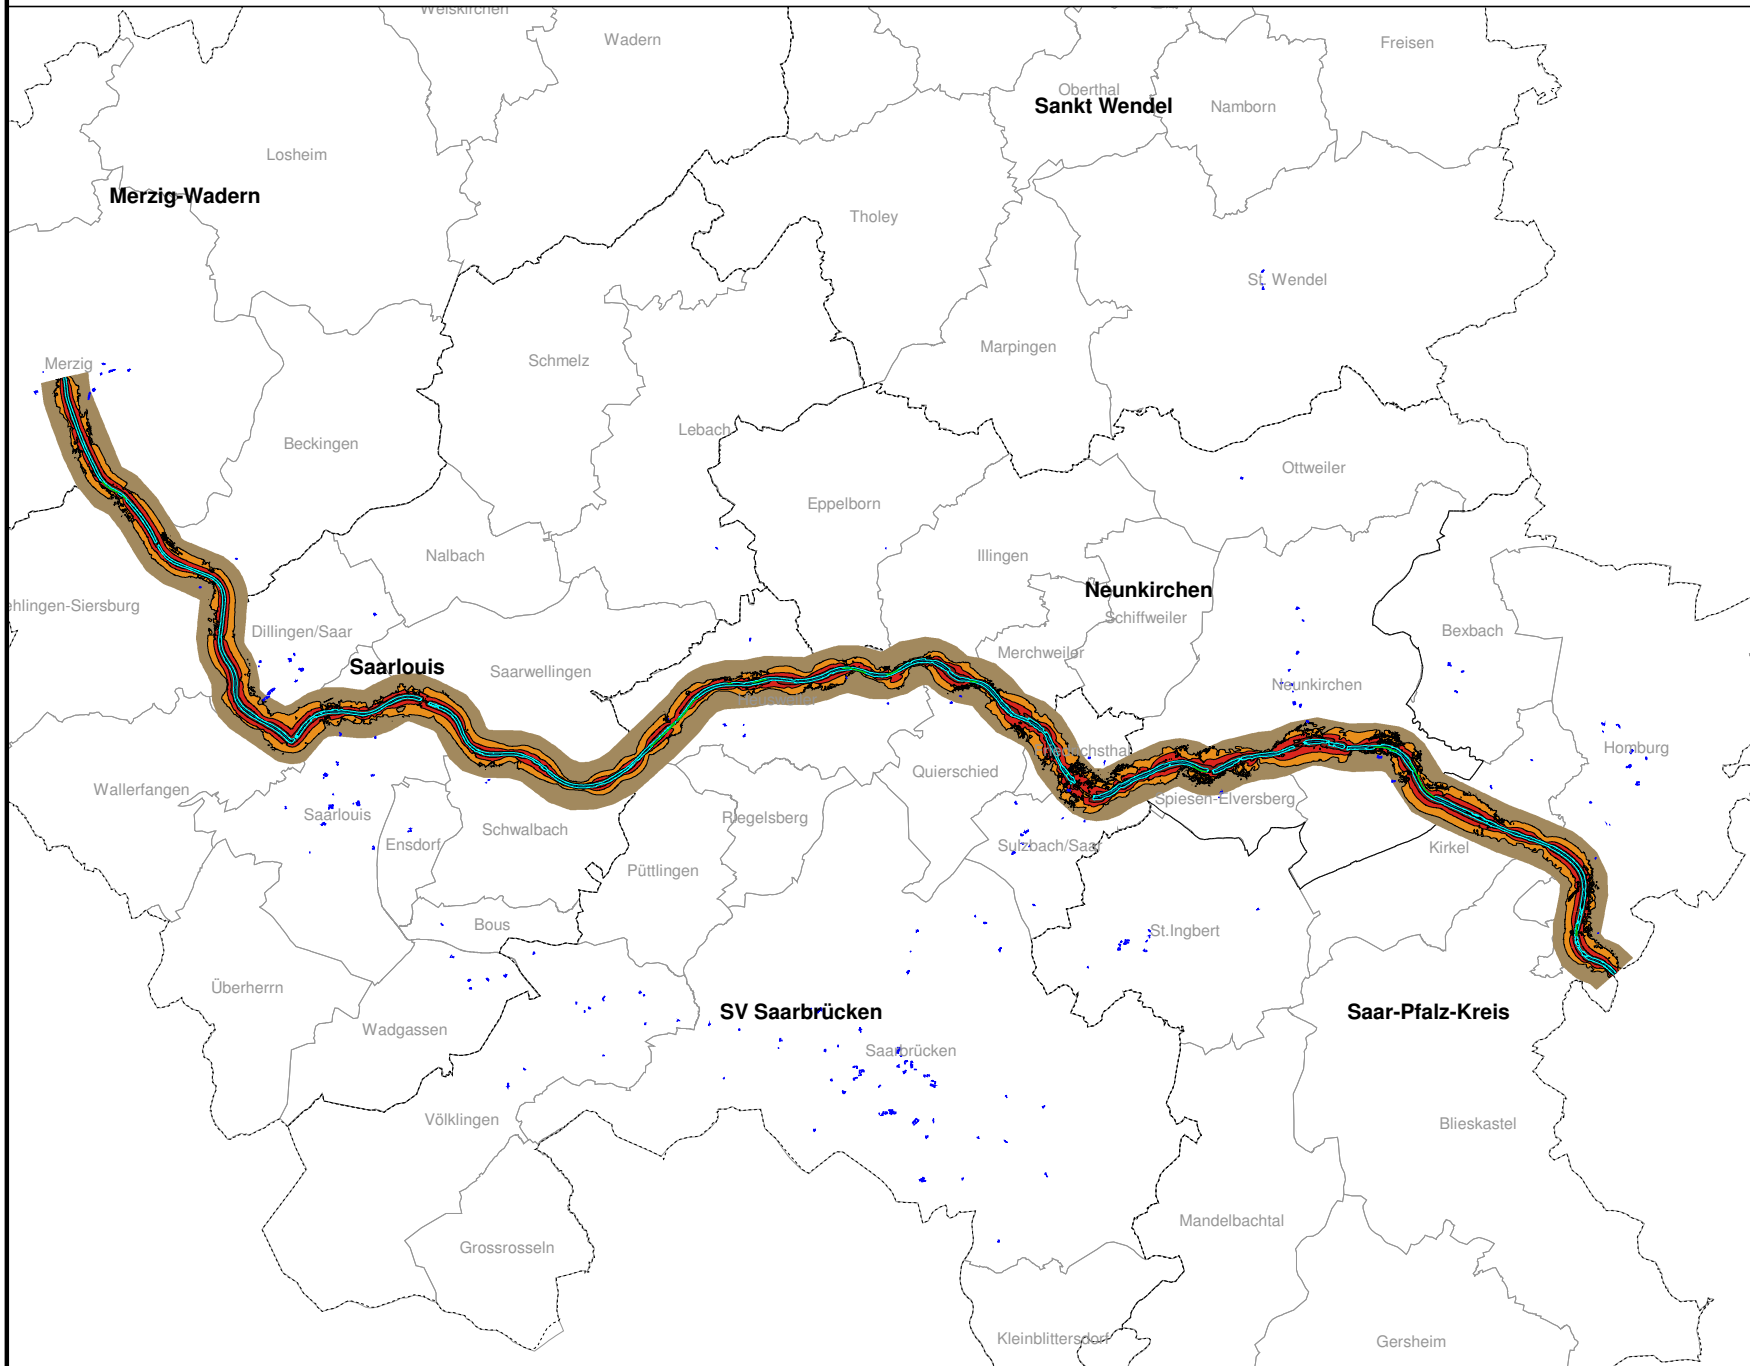 Weiskirchen
Wadern
Freisen
Oberthal
Sankt Wendel
Namborn
Losheim
Merzig-Wadern
Tholey
St. Wendel
Marpingen
Schmelz
Merzig
Lebach
Beckingen
Ottweiler
Eppelborn
Nalbach
Illingen
Neunkirchen
ehlingen-Siersburg
Schiffweiler
Dillingen/Saar
Bexbach
Merchweiler
Saarlouis
Saarwellingen
Neunkirchen
Homburg
Quierschied
Wallerfangen
Spiesen-Elversberg
Saarlouis
Riegelsberg
Schwalbach
Ensdorf
Sulzbach/Saar
Kirkel
Püttlingen
Bous
St.Ingbert
Überherrn
SV Saarbrücken
Saar-Pfalz-Kreis
Wadgassen
Saarbrücken
Völklingen
Blieskastel
Mandelbachtal
Grossrosseln
Kleinblittersdorf
Gersheim